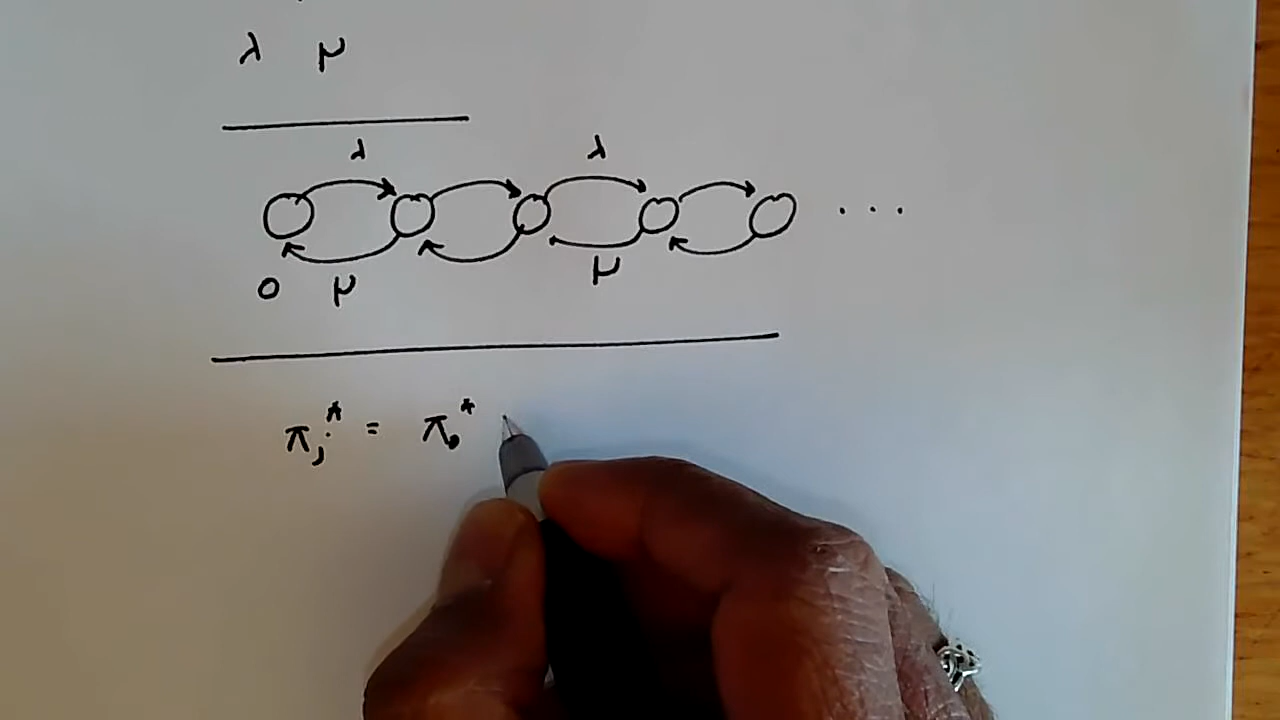 λ μ
λ λ
...
μ
0 μ
π_j^* = π_0^*